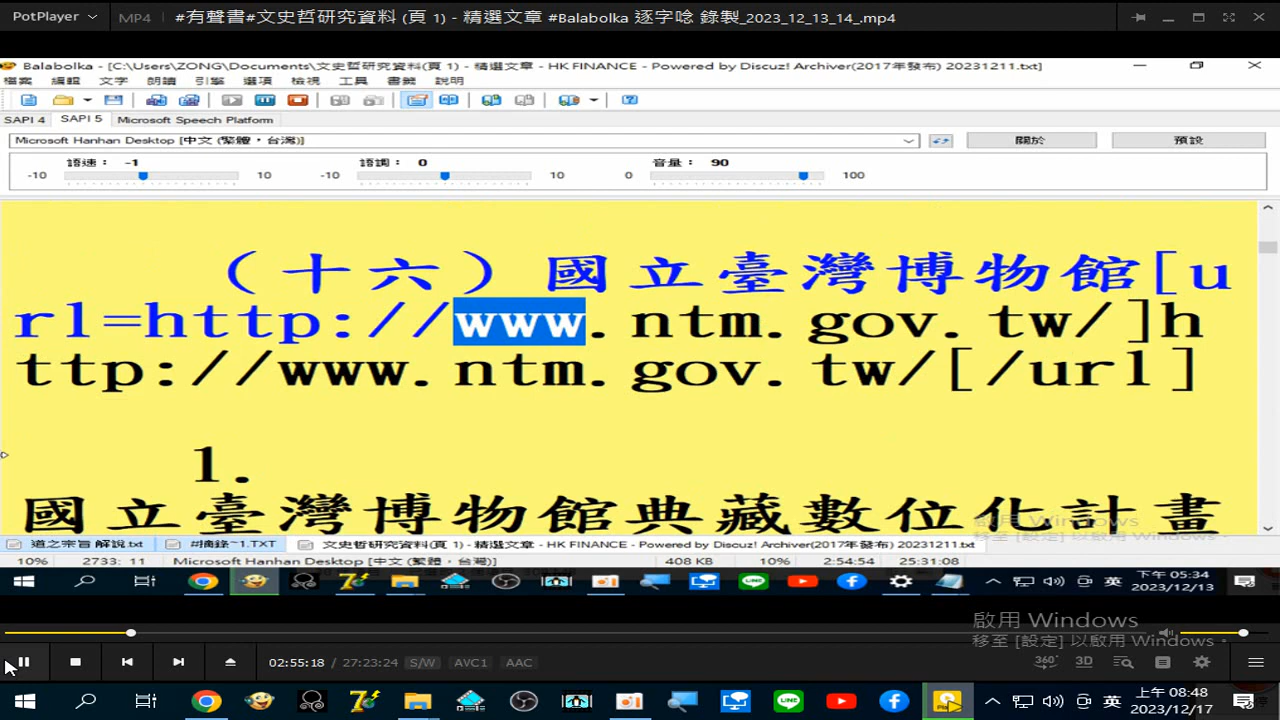 PotPlayer MP4 #有聲書#文史哲研究資料 (頁 1) - 精選文章 #Balabolka 逐字唸 錄製_2023_12_13_14_.mp4
Balabolka - [C:\Users\ZONG\Documents\文史哲研究資料(頁 1) - 精選文章 - HK FINANCE - Powered by Discuz! Archiver(2017年發布) 20231211.txt]
檔案 編輯 文字 朗讀 引擎 選項 檢視 工具 書籤 說明
SAPI 4 SAPI 5 Microsoft Speech Platform
Microsoft Hanhan Desktop [中文 (繁體，台灣)] 關於 預設
語速： -1 語調： 0 音量： 90
-10 10 -10 10 0 100
（十六）國立臺灣博物館[u
rl=http://www.ntm.gov.tw/]h
ttp://www.ntm.gov.tw/[/url]
1.
國立臺灣博物館典藏數位化計畫
啟用 Windows
移至 [設定] 以啟用 Windows。
道之宗旨 解說.txt #摘錄~1.TXT 文史哲研究資料(頁 1) - 精選文章 - HK FINANCE - Powered by Discuz! Archiver(2017年發布) 20231211.txt
10% 2733: 11 Microsoft Hanhan Desktop [中文 (繁體，台灣)] 408 KB 10% 2:54:54 25:31:08
英 下午 05:34
2023/12/13
啟用 Windows
移至 [設定] 以啟用 Windows。
02:55:18 / 27:23:24 S/W AVC1 AAC 360° 3D
英 上午 08:48
2023/12/17